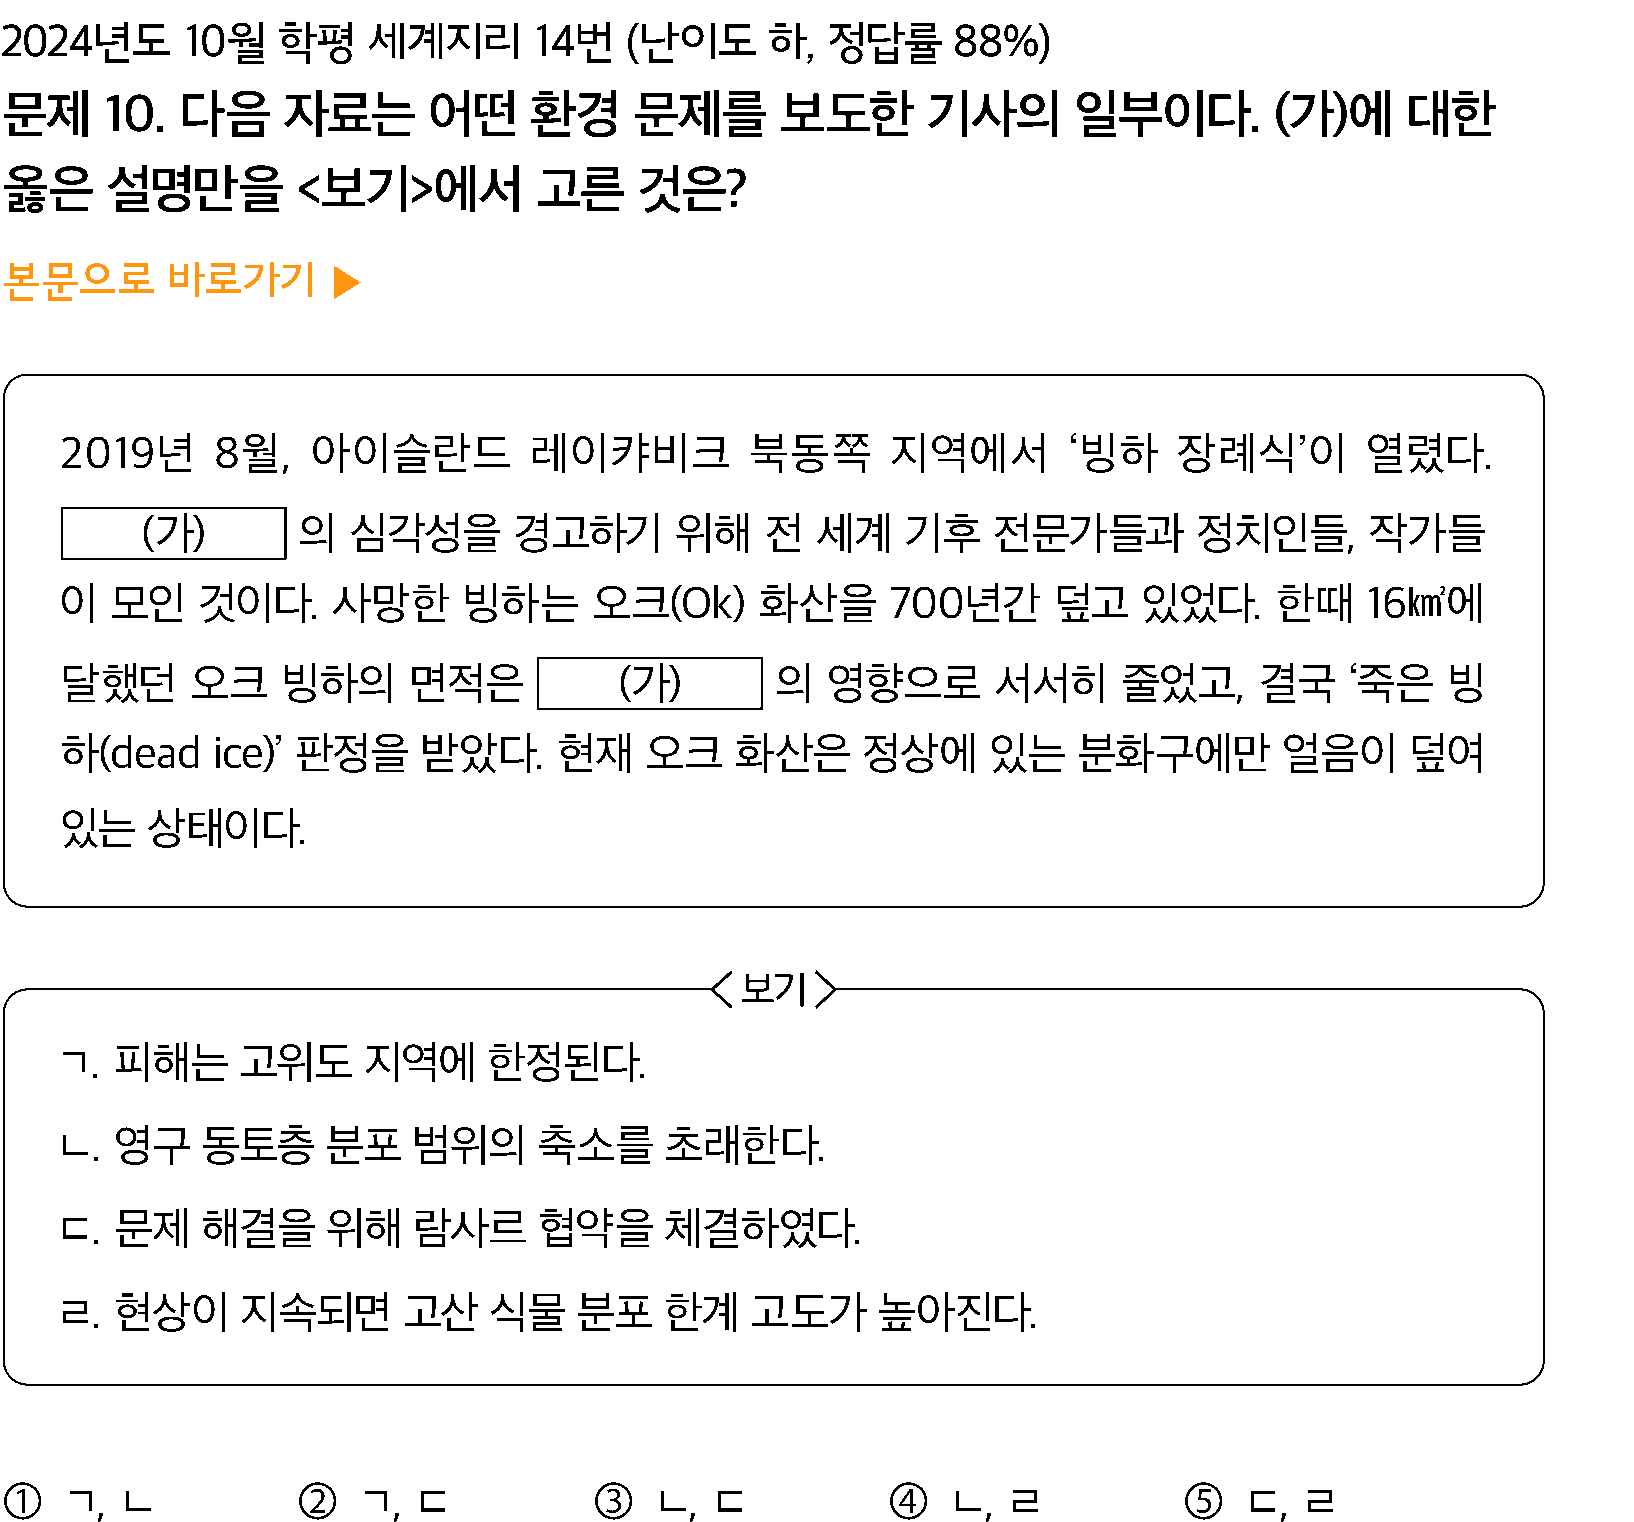 2024년도 10월 학평 세계지리 14번 (난이도 하, 정답률 88%)
문제 10. 다음 자료는 어떤 환경 문제를 보도한 기사의 일부이다. (가)에 대한
옳은 설명만을 <보기>에서 고른 것은?
본문으로 바로가기 ▶
2019년 8월, 아이슬란드 레이캬비크 북동쪽 지역에서 ‘빙하 장례식’이 열렸다.
(가) 의 심각성을 경고하기 위해 전 세계 기후 전문가들과 정치인들, 작가들
이 모인 것이다. 사망한 빙하는 오크(Ok) 화산을 700년간 덮고 있었다. 한때 16㎢에
달했던 오크 빙하의 면적은 (가) 의 영향으로 서서히 줄었고, 결국 ‘죽은 빙
하(dead ice)’ 판정을 받았다. 현재 오크 화산은 정상에 있는 분화구에만 얼음이 덮여
있는 상태이다.
<보기>
ㄱ. 피해는 고위도 지역에 한정된다.
ㄴ. 영구 동토층 분포 범위의 축소를 초래한다.
ㄷ. 문제 해결을 위해 람사르 협약을 체결하였다.
ㄹ. 현상이 지속되면 고산 식물 분포 한계 고도가 높아진다.
① ㄱ, ㄴ ② ㄱ, ㄷ ③ ㄴ, ㄷ ④ ㄴ, ㄹ ⑤ ㄷ, ㄹ